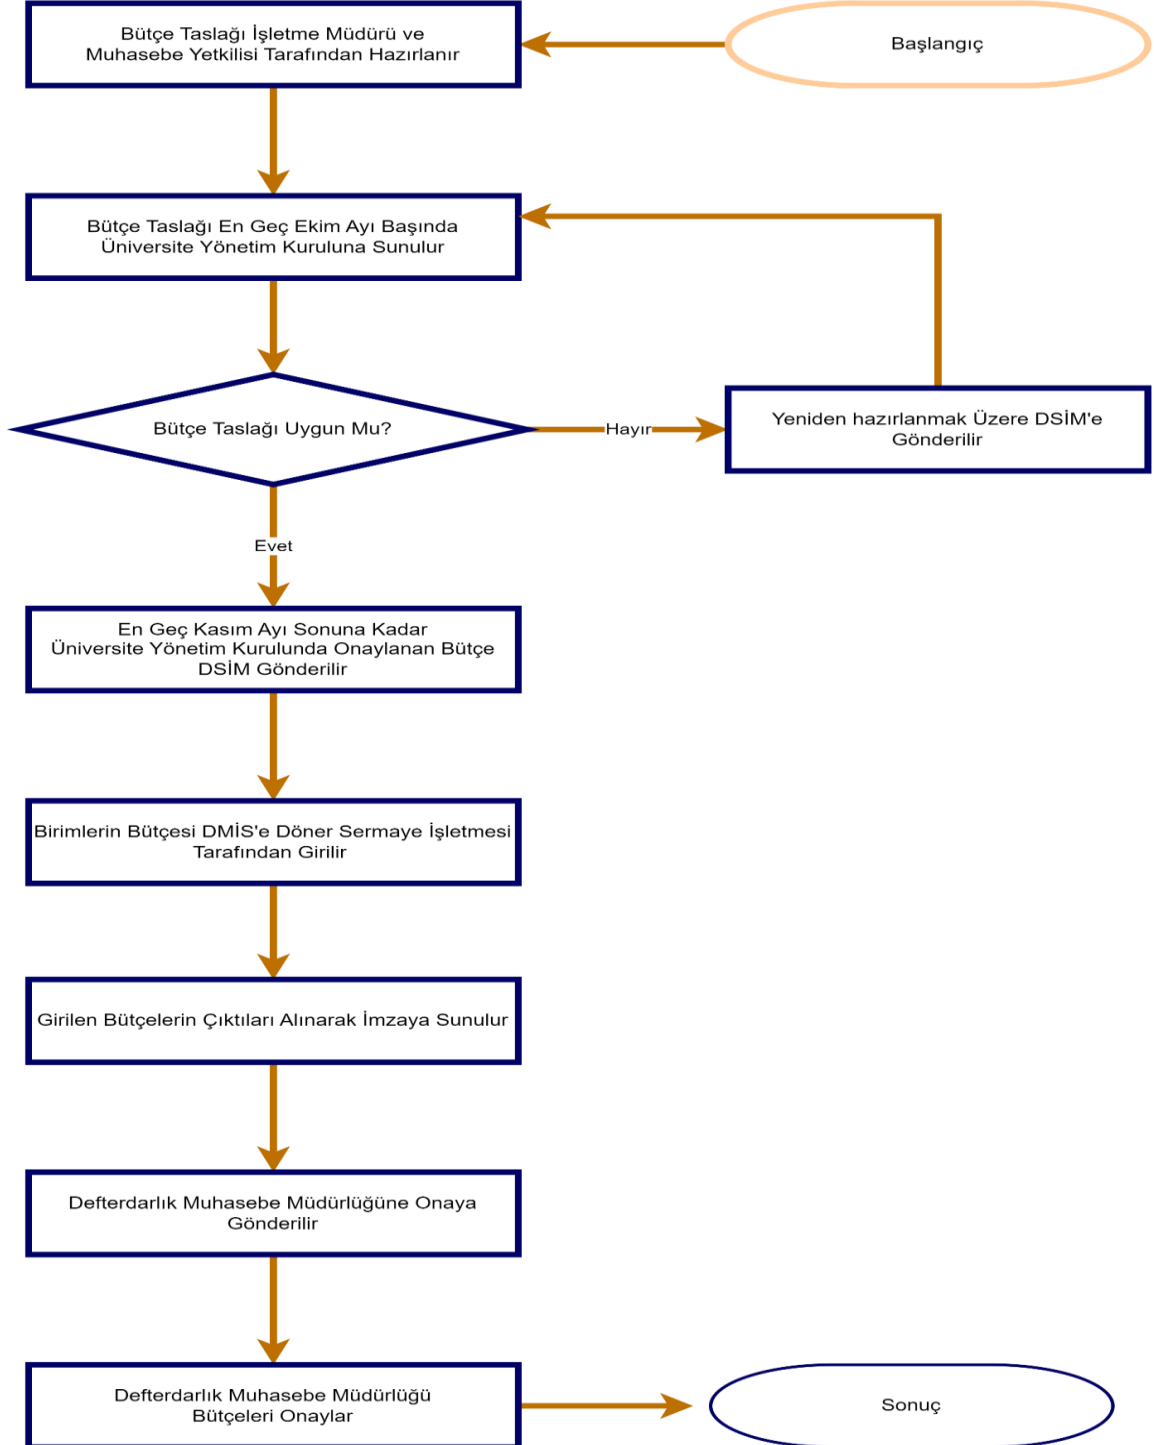 Başlangıç
Bütçe Taslağı İşletme Müdürü ve
Muhasebe Yetkilisi Tarafından Hazırlanır
Bütçe Taslağı En Geç Ekim Ayı Başında
Üniversite Yönetim Kuruluna Sunulur
Bütçe Taslağı Uygun Mu?
Hayır
Yeniden hazırlanmak Üzere DSİM'e
Gönderilir
Evet
En Geç Kasım Ayı Sonuna Kadar
Üniversite Yönetim Kurulunda Onaylanan Bütçe
DSİM Gönderilir
Birimlerin Bütçesi DMİS'e Döner Sermaye İşletmesi
Tarafından Girilir
Girilen Bütçelerin Çıktıları Alınarak İmzaya Sunulur
Defterdarlık Muhasebe Müdürlüğüne Onaya
Gönderilir
Defterdarlık Muhasebe Müdürlüğü
Bütçeleri Onaylar
Sonuç